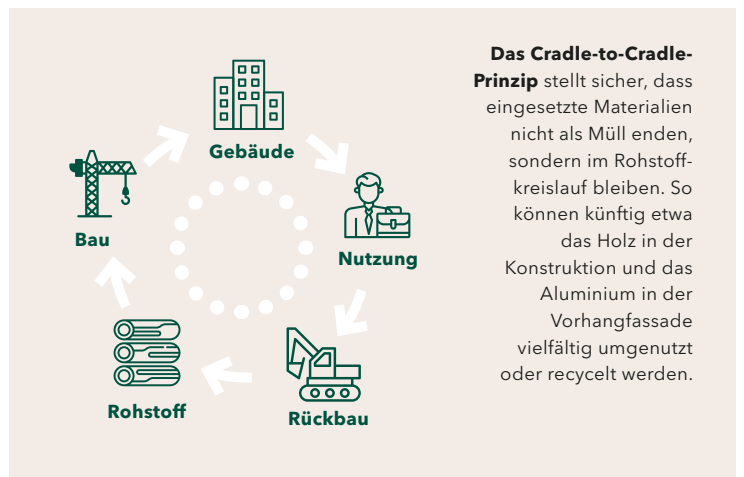 Gebäude
Nutzung
Rückbau
Rohstoff
Bau
Das Cradle-to-Cradle-
Prinzip stellt sicher, dass
eingesetzte Materialien
nicht als Müll enden,
sondern im Rohstoff-
kreislauf bleiben. So
können künftig etwa
das Holz in der
Konstruktion und das
Aluminium in der
Vorhangfassade
vielfältig umgenutzt
oder recycelt werden.